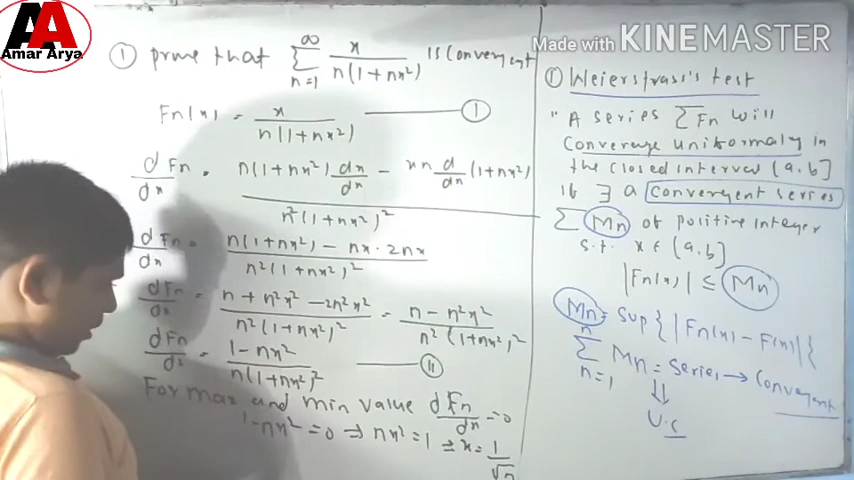 AA
Amar Arya
Made with KINEMASTER
① prove that ∞ Σ n=1 x / n(1+nx²) is convergent
Fn(x) = x / n(1+nx²) —— ①
d/dx Fn = n(1+nx²) dx/dx - xn d/dx (1+nx²) / n²(1+nx²)²
dFn/dx = n(1+nx²) - nx·2nx / n²(1+nx²)²
dFn/dx = n + n²x² - 2n²x² / n²(1+nx²)² = n - n²x² / n²(1+nx²)²
dFn/dx = 1-nx² / n(1+nx²)² —— ②
For max and min value dFn/dx = 0
1-nx² = 0 ⇒ nx² = 1 ⇒ x = 1/√n
① Weierstrass's test
"A series ΣFn will
Converge uniformaly in
the closed interval [a,b]
if ∃ a convergent series
Σ Mn of positive integer
s.t. x ∈ [a,b]
|Fn(x)| ≤ Mn
Mn = Sup{|Fn(x) - F(x)|}
n Σ n=1 Mn = Series → Convergent
⇓
U.C